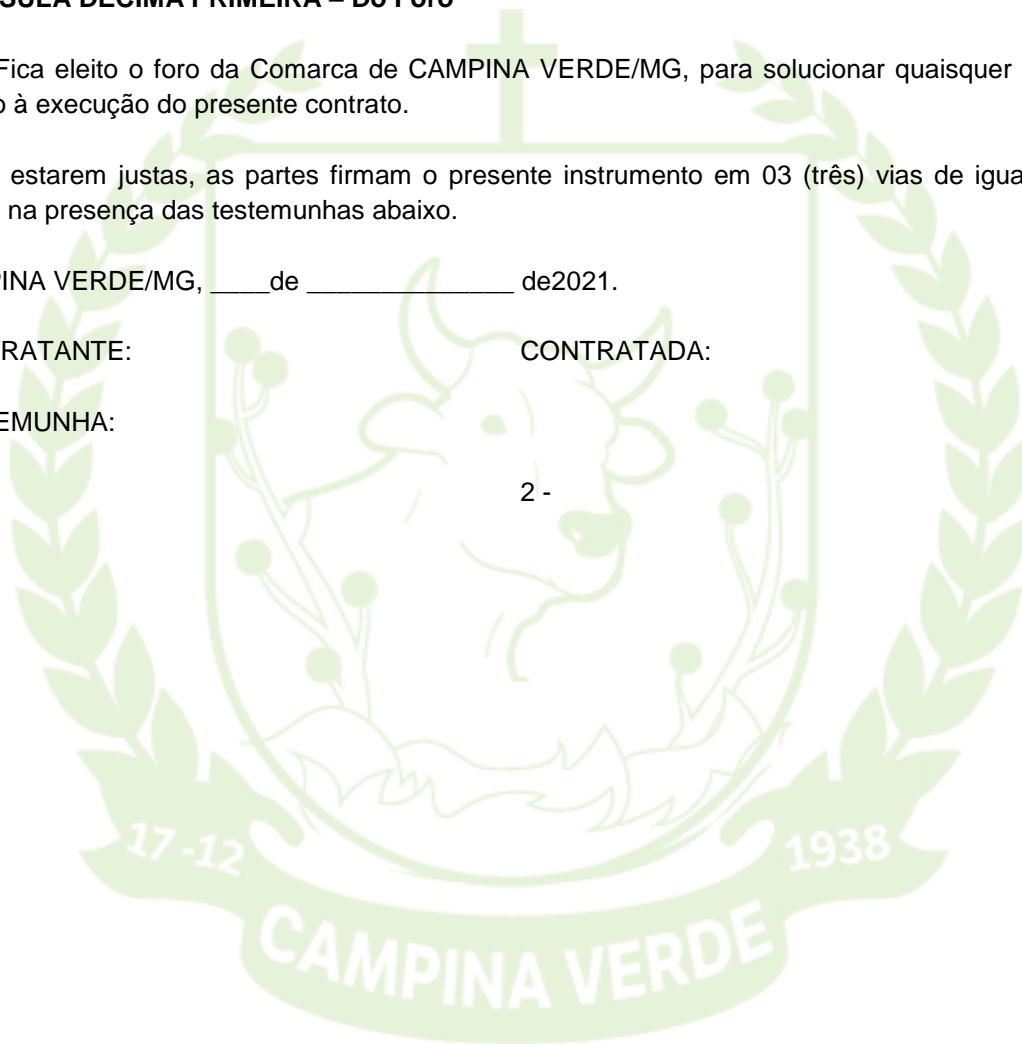 SULA DÉCIMA PRIMEIRA – Do Foro
Fica eleito o foro da Comarca de CAMPINA VERDE/MG, para solucionar quaisquer
o à execução do presente contrato.
estarem justas, as partes firmam o presente instrumento em 03 (três) vias de igua
na presença das testemunhas abaixo.
PINA VERDE/MG, ____de ______________ de2021.
RATANTE: CONTRATADA:
EMUNHA:
2 -
17-12 1938
CAMPINA VERDE